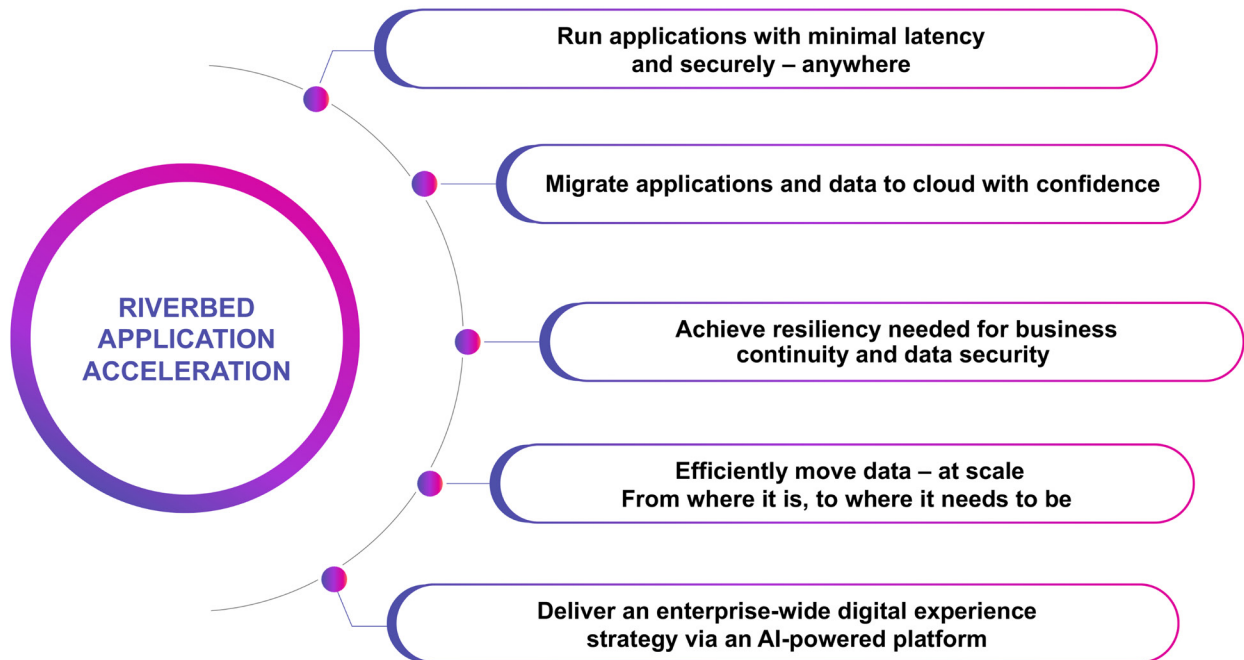 RIVERBED
APPLICATION
ACCELERATION
Run applications with minimal latency
and securely – anywhere
Migrate applications and data to cloud with confidence
Achieve resiliency needed for business
continuity and data security
Efficiently move data – at scale
From where it is, to where it needs to be
Deliver an enterprise-wide digital experience
strategy via an AI-powered platform